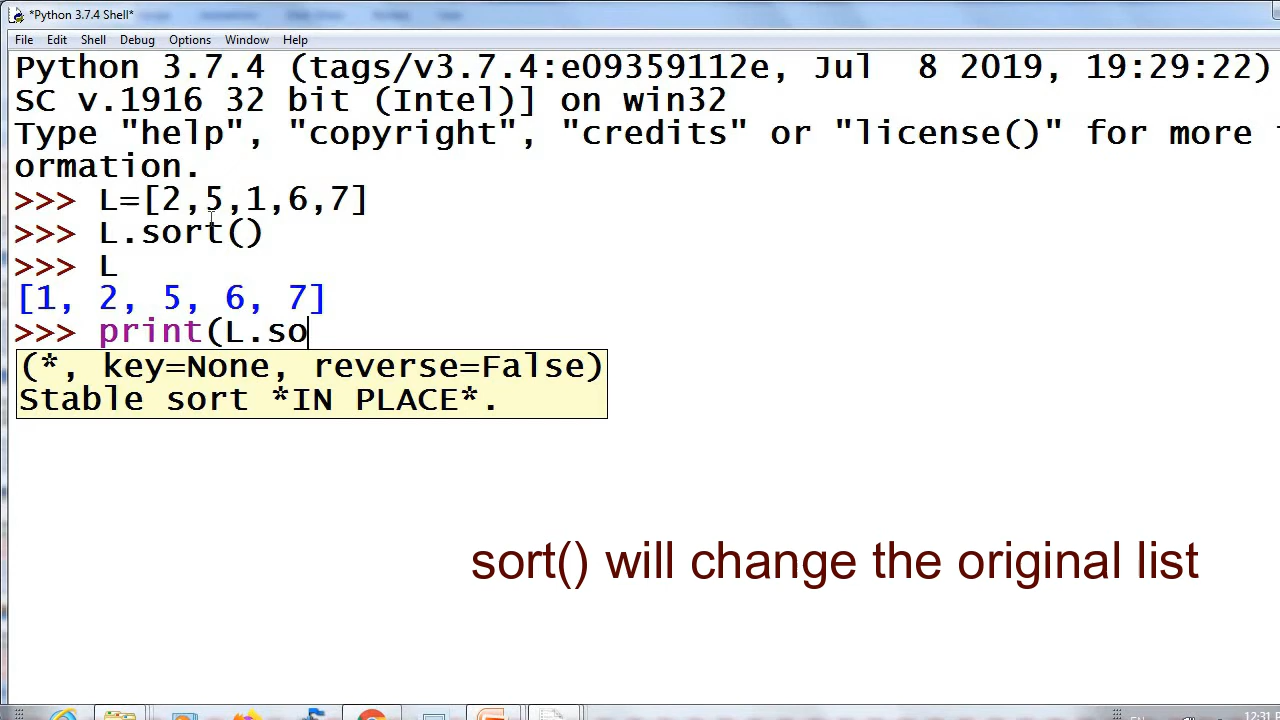 *Python 3.7.4 Shell*
File Edit Shell Debug Options Window Help
Python 3.7.4 (tags/v3.7.4:e09359112e, Jul  8 2019, 19:29:22)
SC v.1916 32 bit (Intel)] on win32
Type "help", "copyright", "credits" or "license()" for more
ormation.
>>> L=[2,5,1,6,7]
>>> L.sort()
>>> L
[1, 2, 5, 6, 7]
>>> print(L.so
(*, key=None, reverse=False)
Stable sort *IN PLACE*.
sort() will change the original list
12:31